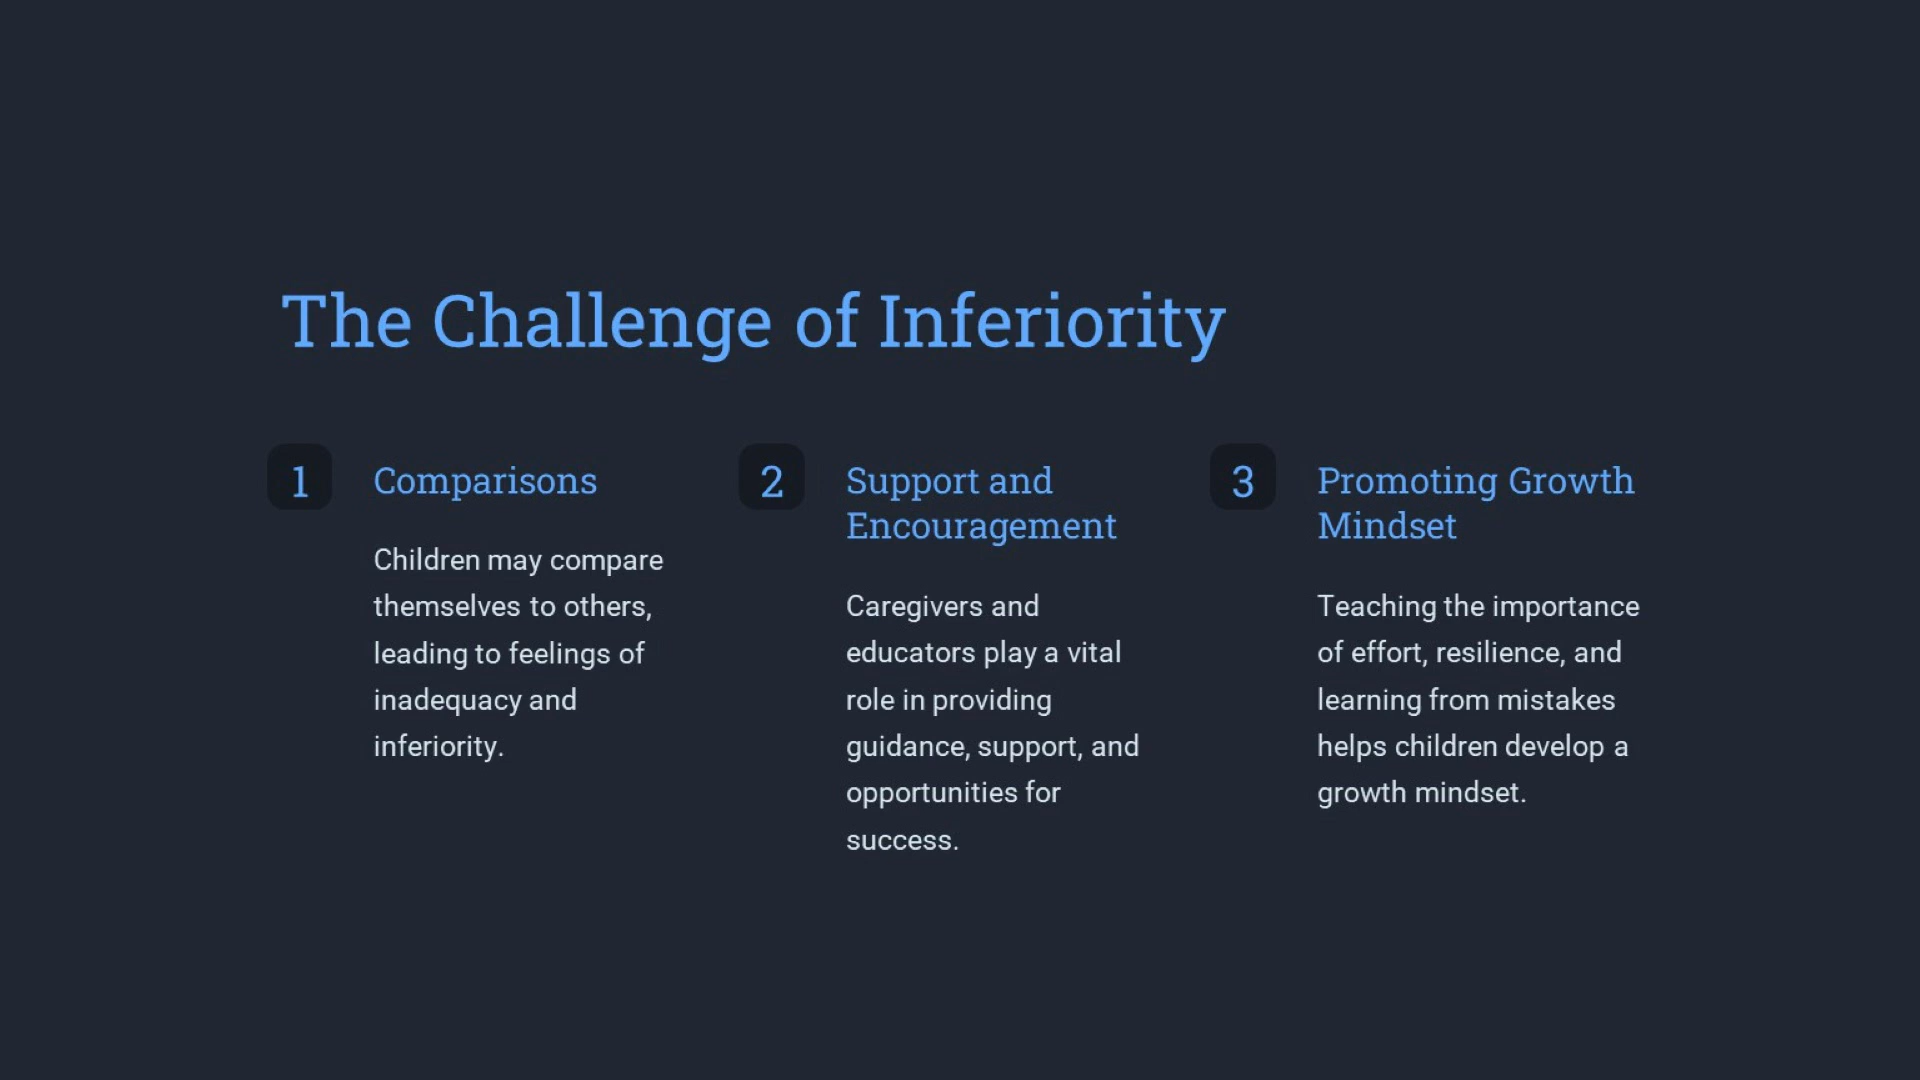 The Challenge of Inferiority
1
Comparisons
Children may compare
themselves to others,
leading to feelings of
inadequacy and
inferiority.
2
Support and
Encouragement
Caregivers and
educators play a vital
role in providing
guidance, support, and
opportunities for
success.
3
Promoting Growth
Mindset
Teaching the importance
of effort, resilience, and
learning from mistakes
helps children develop a
growth mindset.